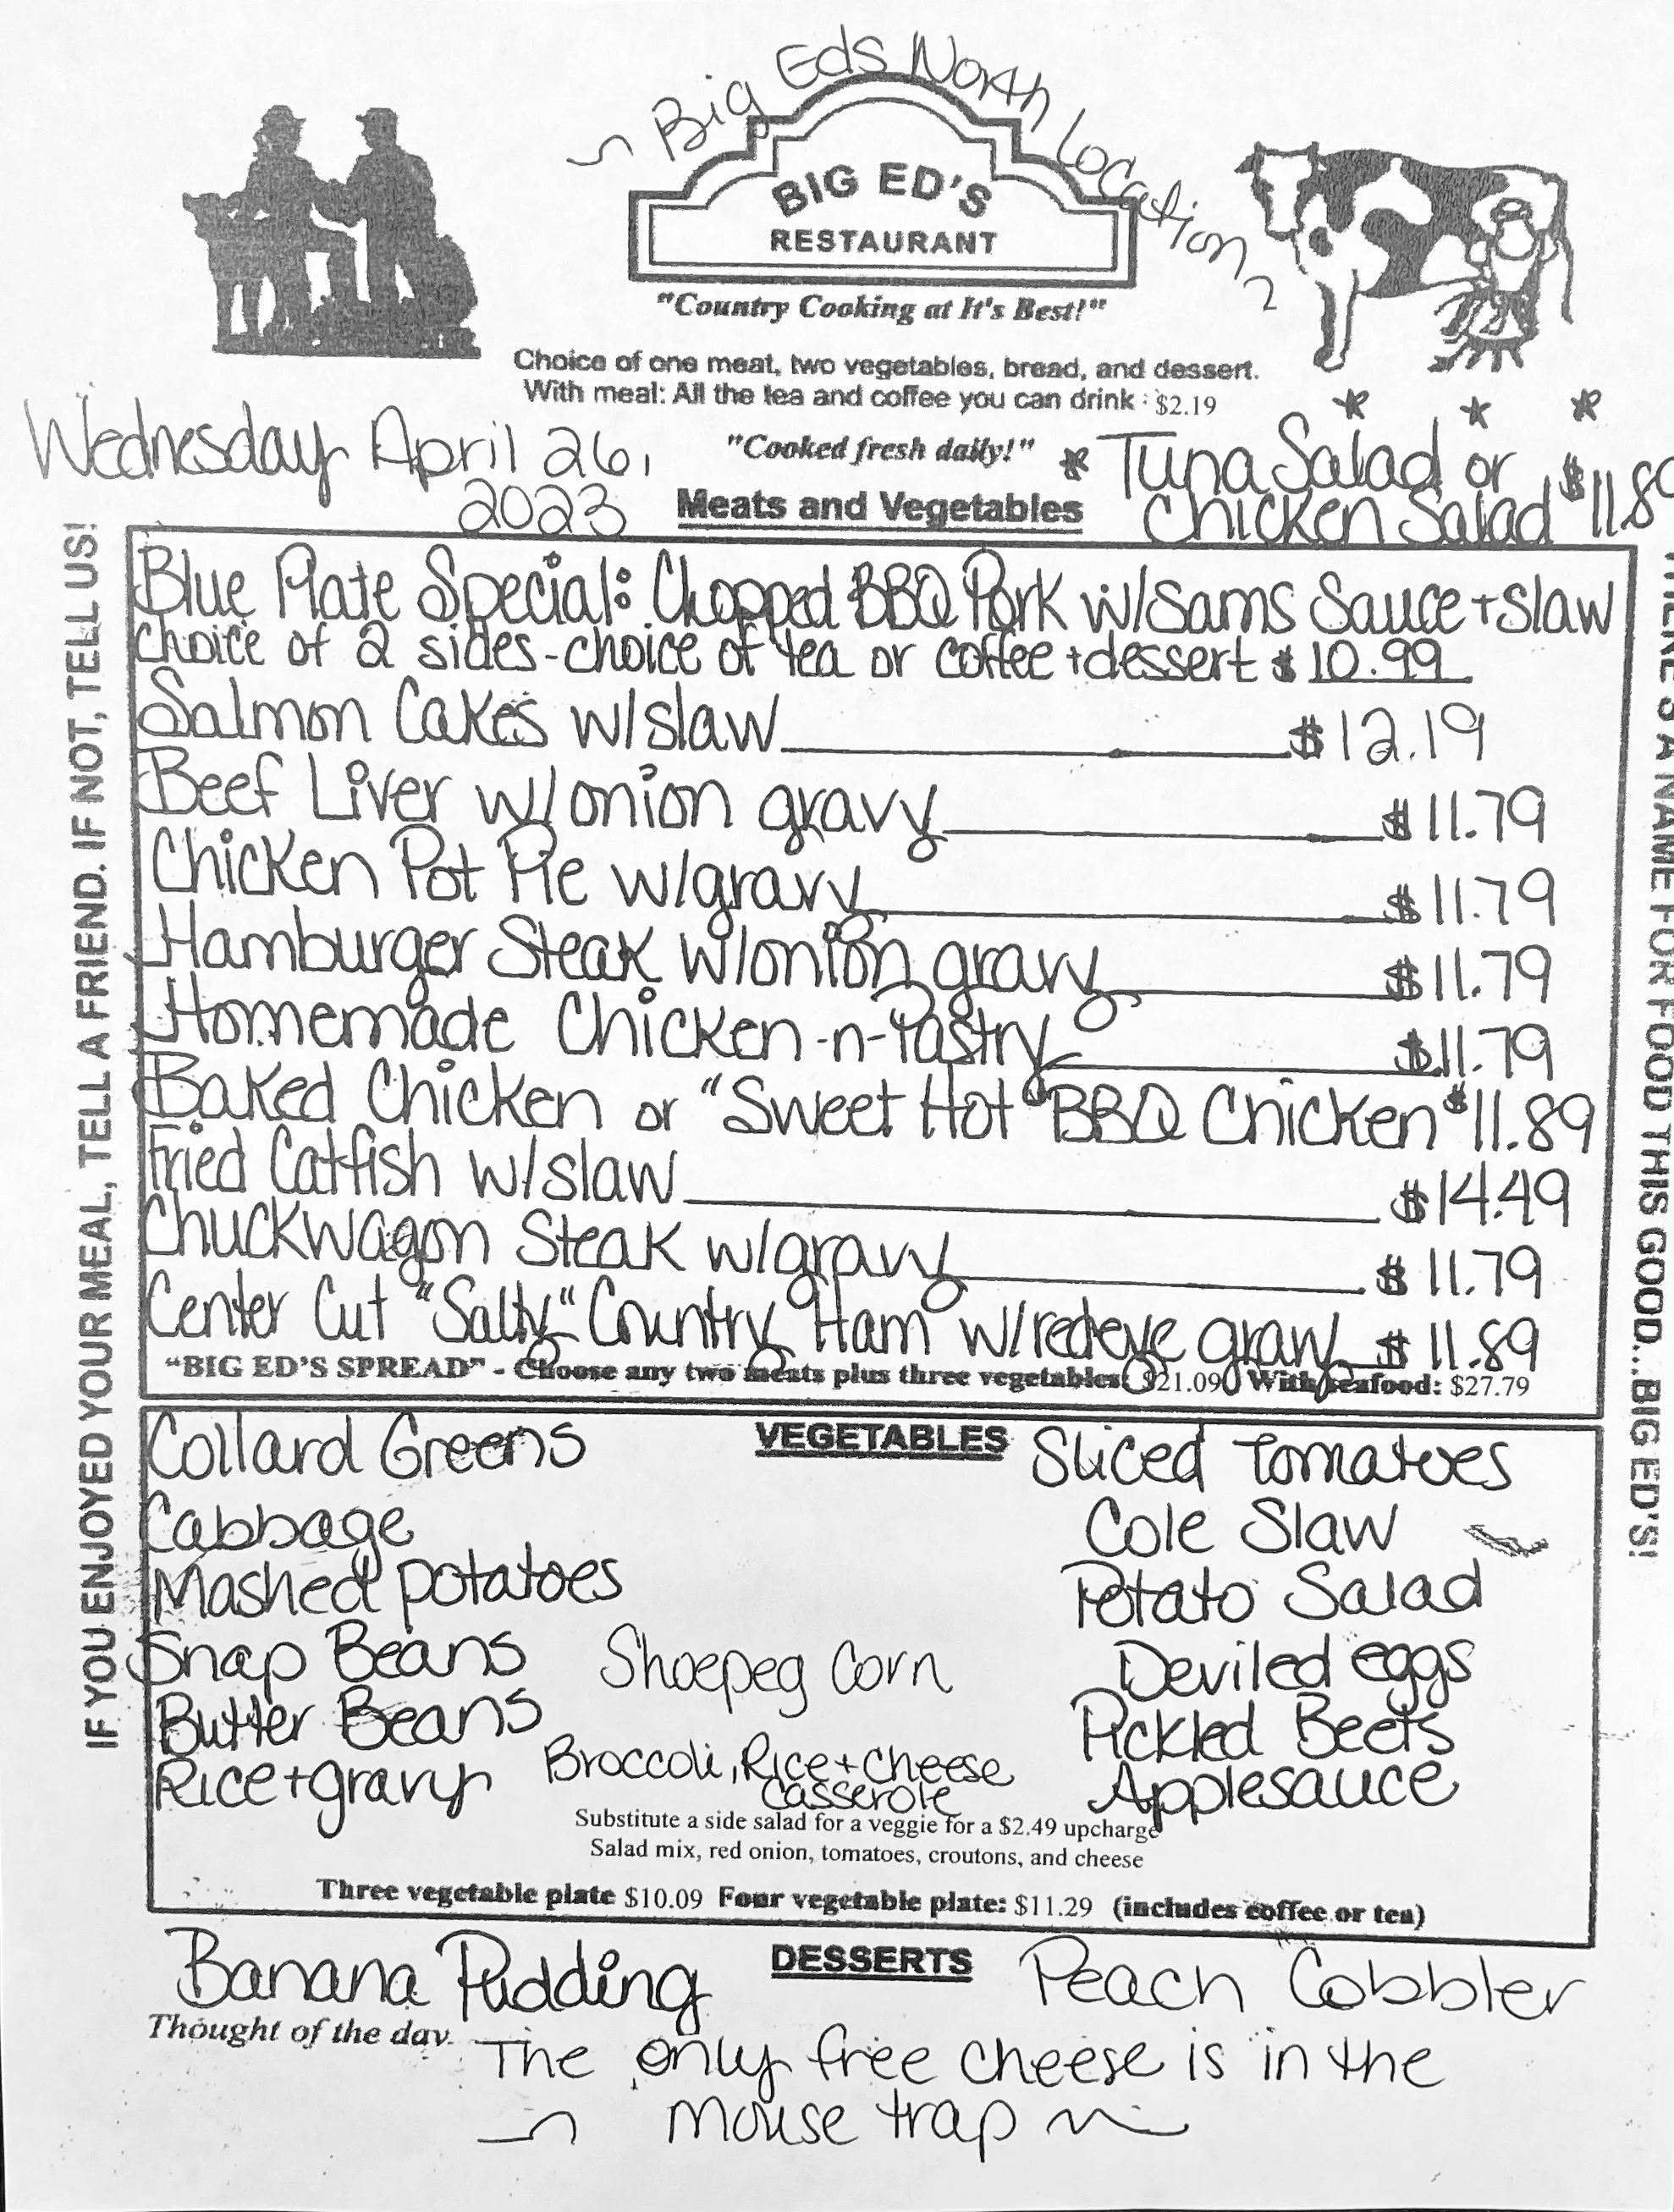 ~ Big Eds North Location ~
BIG ED'S
RESTAURANT
"Country Cooking at It's Best!"
Choice of one meat, two vegetables, bread, and dessert.
With meal: All the tea and coffee you can drink : $2.19
Wednesday April 26,
2023
"Cooked fresh daily!"
Tuna Salad or
Chicken Salad
Meats and Vegetables
IF YOU ENJOYED YOUR MEAL, TELL A FRIEND. IF NOT, TELL US!
Blue Plate Special: Chopped BBQ Pork w/Sams Sauce + Slaw
Choice of 2 sides - choice of tea or coffee + dessert $ 10.99
Salmon Cakes w/slaw $12.19
Beef Liver w/onion gravy $11.79
Chicken Pot Pie w/gravy $11.79
Hamburger Steak w/onion gravy $11.79
Homemade Chicken-n-Pastry $11.79
Baked Chicken or "Sweet Hot" BBQ Chicken $11.89
Fried Catfish w/slaw $14.49
Chuckwagon Steak w/gravy $11.79
Center Cut "Salty" Country Ham w/redeye gravy $11.89
"BIG ED'S SPREAD" - Choose any two meats plus three vegetables: $21.09 With seafood: $27.79
A NAME FOR FOOD THIS GOOD...BIG ED'S!
VEGETABLES
Collard Greens
Cabbage
Mashed Potatoes
Snap Beans
Butter Beans
Rice + gravy
Shoepeg Corn
Broccoli, Rice + Cheese
Casserole
Sliced Tomatoes
Cole Slaw
Potato Salad
Deviled eggs
Pickled Beets
Applesauce
Substitute a side salad for a veggie for a $2.49 upcharge
Salad mix, red onion, tomatoes, croutons, and cheese
Three vegetable plate $10.09 Four vegetable plate: $11.29 (includes coffee or tea)
DESSERTS
Banana Pudding
Peach Cobbler
Thought of the day.
The only free cheese is in the
mouse trap